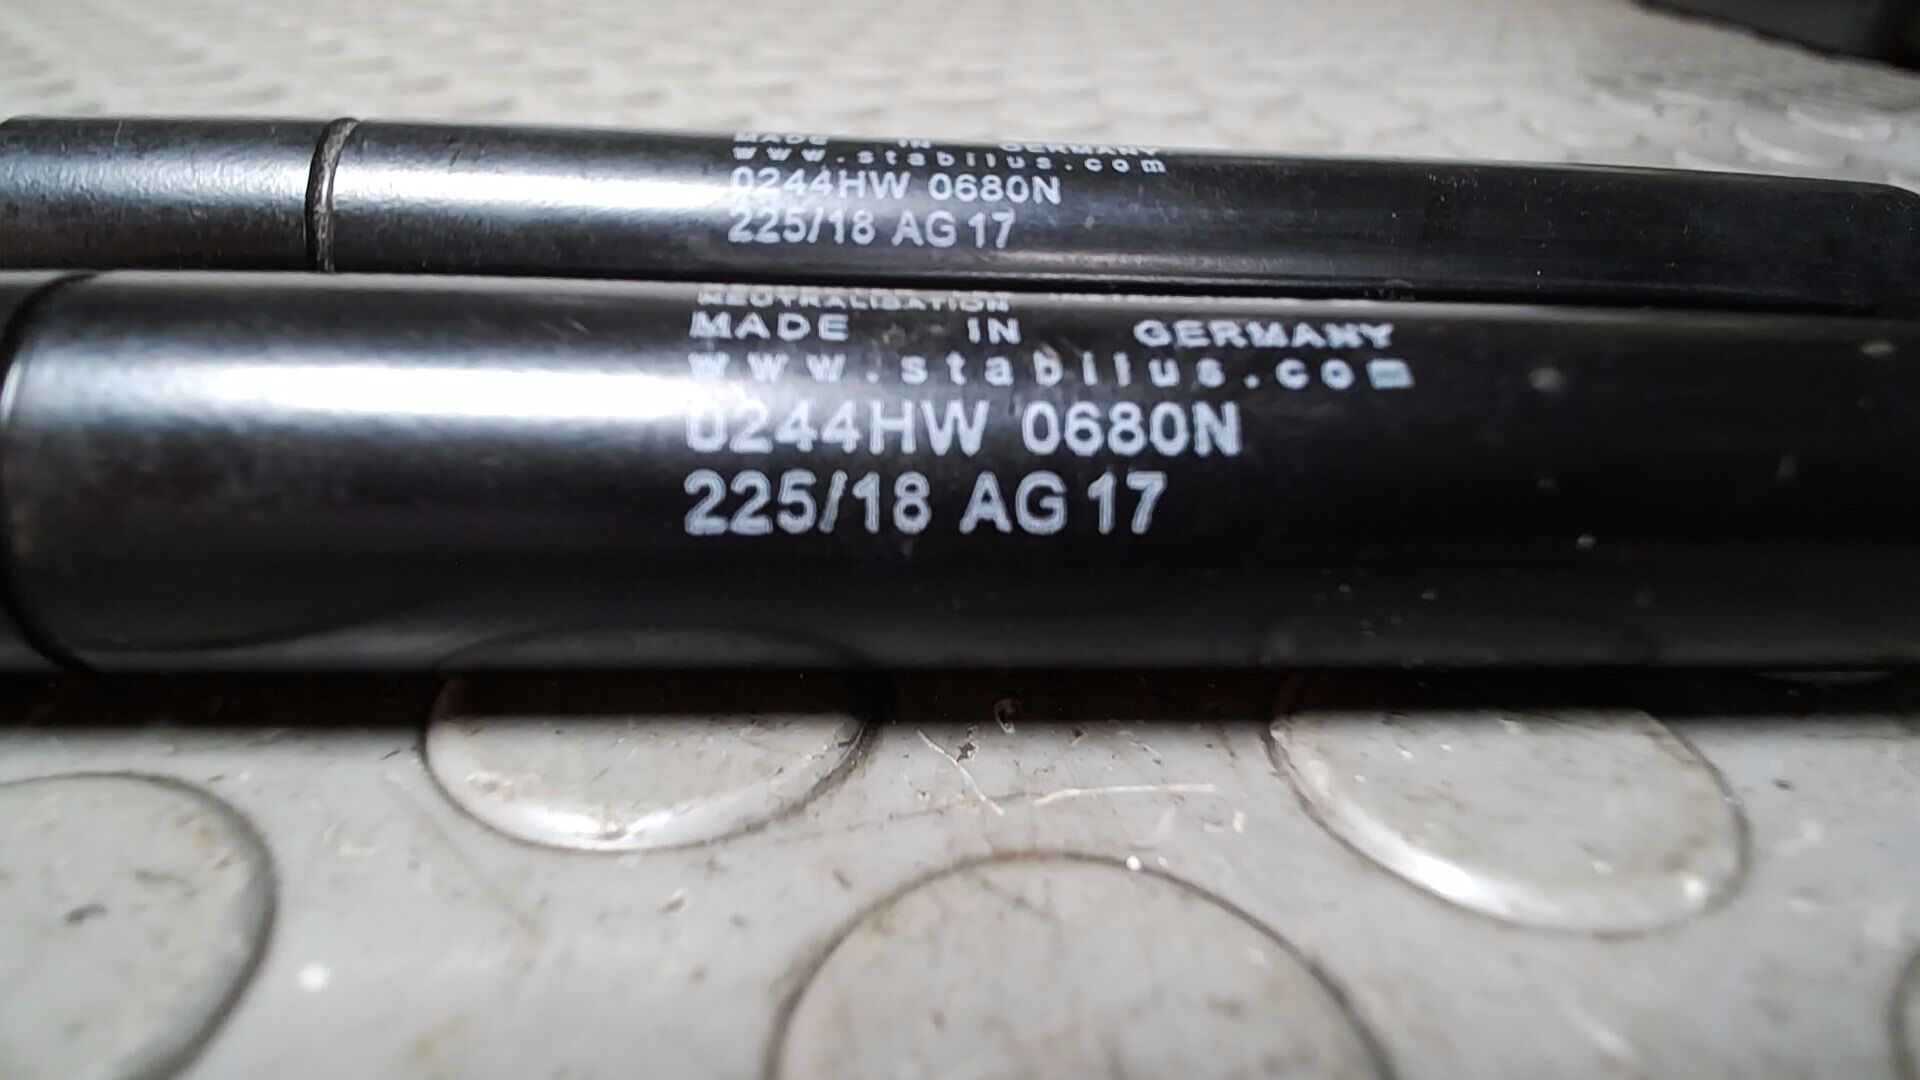 MADE IN GERMANY
www.stabilus.com
0244HW 0680N
225/18 AG 17
NEUTRALISATION
MADE IN GERMANY
www.stabilus.com
0244HW 0680N
225/18 AG 17